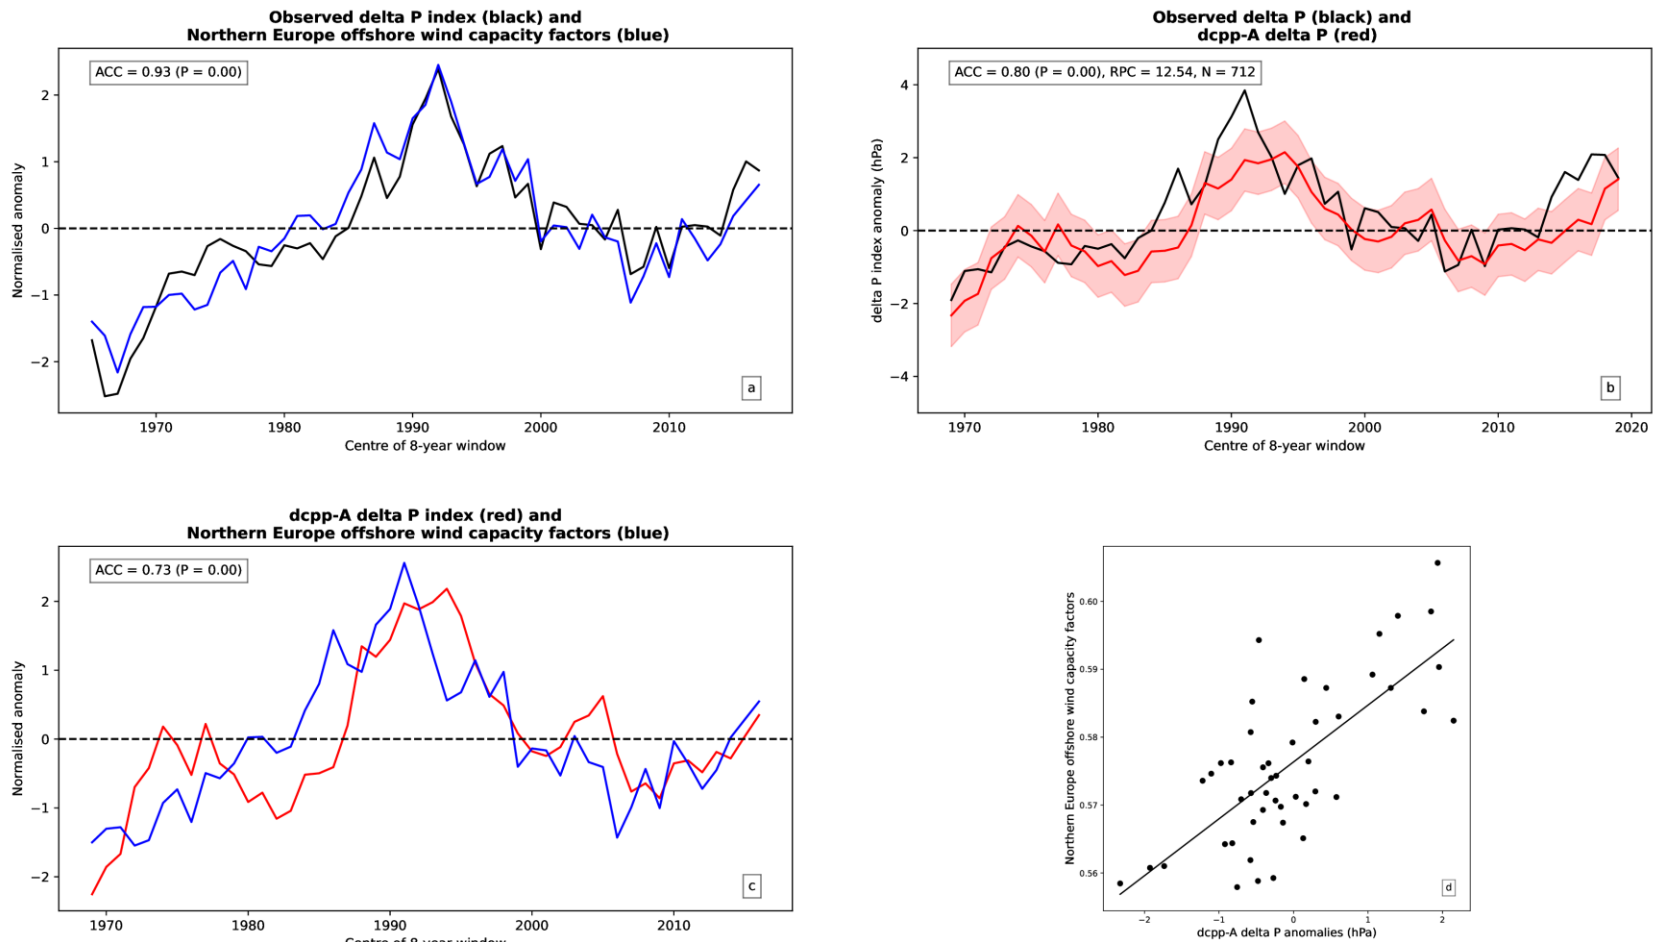 Observed delta P index (black) and
Northern Europe offshore wind capacity factors (blue)
ACC = 0.93 (P = 0.00)
Normalised anomaly
2
1
0
−1
−2
a
1970 1980 1990 2000 2010
Centre of 8-year window
Observed delta P (black) and
dcpp-A delta P (red)
ACC = 0.80 (P = 0.00), RPC = 12.54, N = 712
delta P index anomaly (hPa)
4
2
0
−2
−4
b
1970 1980 1990 2000 2010 2020
Centre of 8-year window
dcpp-A delta P index (red) and
Northern Europe offshore wind capacity factors (blue)
ACC = 0.73 (P = 0.00)
Normalised anomaly
2
1
0
−1
−2
c
1970 1980 1990 2000 2010
Centre of 8-year window
Northern Europe offshore wind capacity factors
0.60
0.59
0.58
0.57
0.56
d
−2 −1 0 1 2
dcpp-A delta P anomalies (hPa)